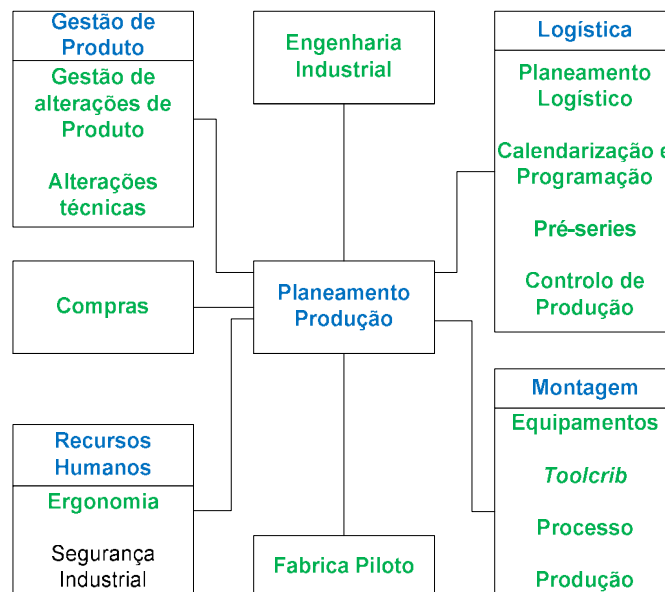 Gestão de
Produto
Gestão de
alterações de
Produto
Alterações
técnicas
Engenharia
Industrial
Logística
Planeamento
Logístico
Calendarização e
Programação
Pré-series
Controlo de
Produção
Compras
Planeamento
Produção
Recursos
Humanos
Ergonomia
Segurança
Industrial
Fabrica Piloto
Montagem
Equipamentos
Toolcrib
Processo
Produção